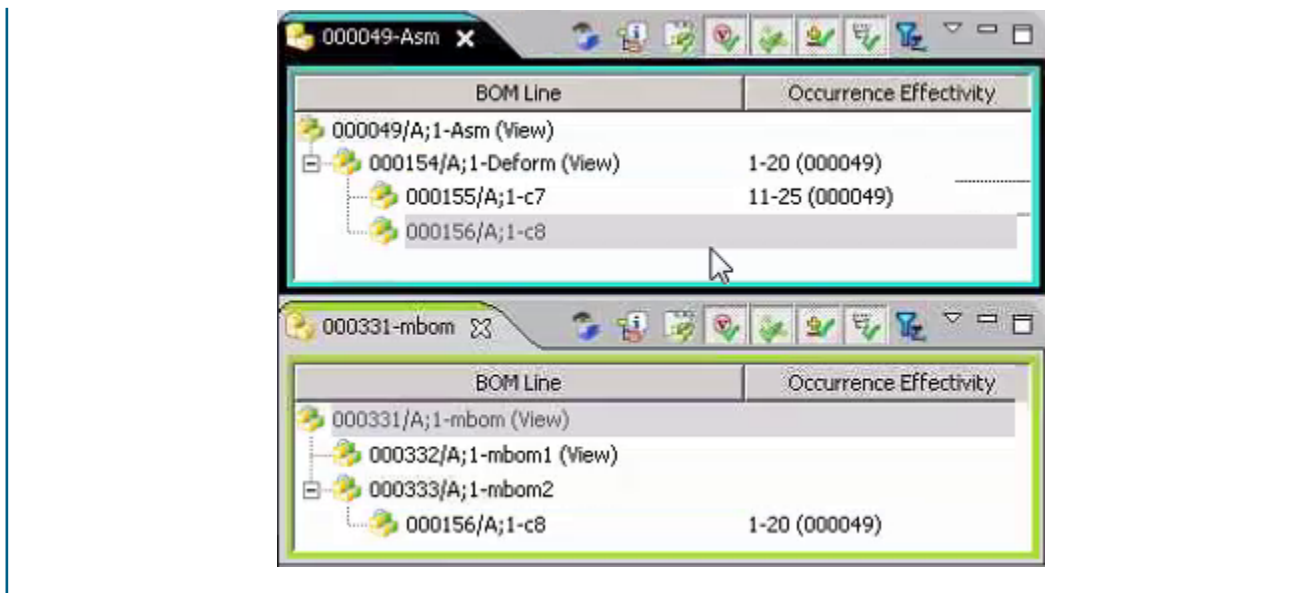 000049-Asm
BOM Line Occurrence Effectivity
000049/A;1-Asm (View)
000154/A;1-Deform (View) 1-20 (000049)
000155/A;1-c7 11-25 (000049)
000156/A;1-c8
000331-mbom
BOM Line Occurrence Effectivity
000331/A;1-mbom (View)
000332/A;1-mbom1 (View)
000333/A;1-mbom2
000156/A;1-c8 1-20 (000049)